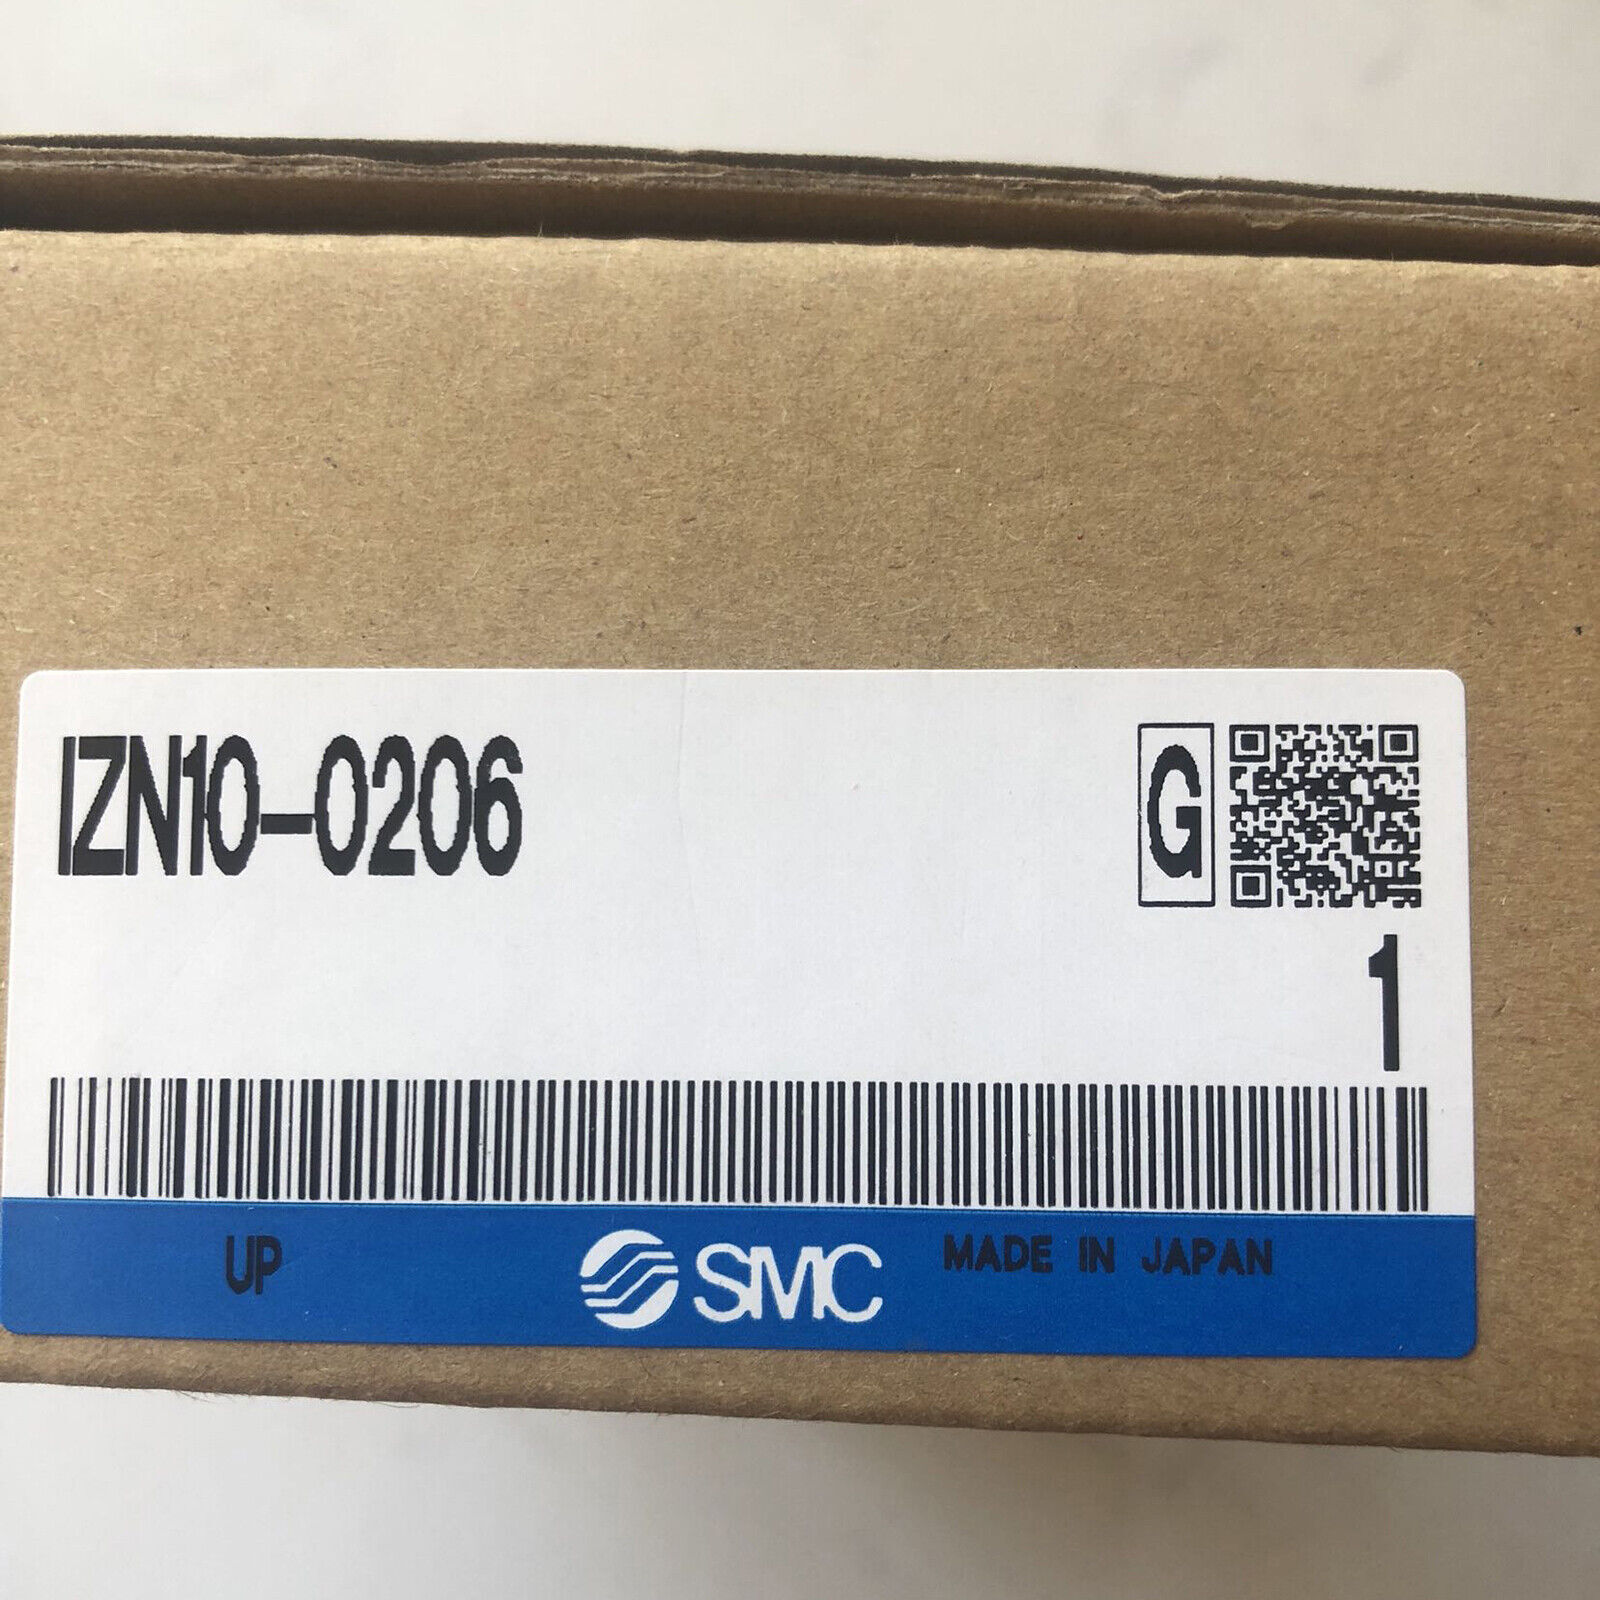 IZN10-0206
G
1
UP
SMC
MADE IN JAPAN